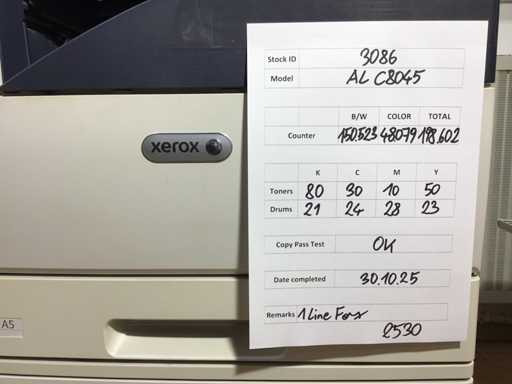 Stock ID 3086
Model AL C8045
B/W COLOR TOTAL
Counter 150.523 48079 198.602
K C M Y
Toners 80 30 10 50
Drums 21 24 28 23
Copy Pass Test OK
Date completed 30.10.25
Remarks 1 Line Fax
2530
xerox
A5